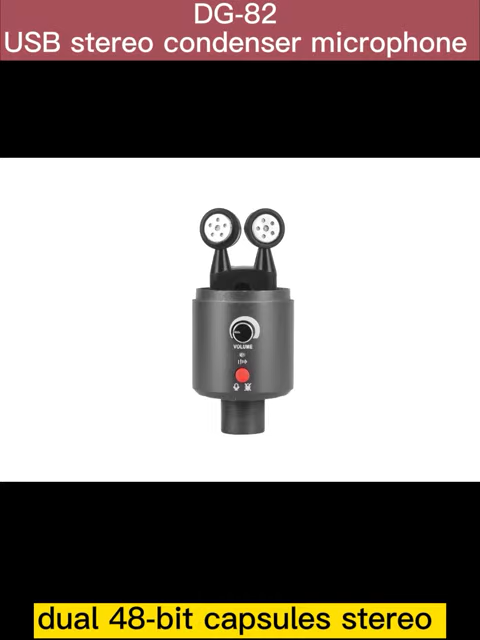 DG-82
USB stereo condenser microphone
VOLUME
dual 48-bit capsules stereo